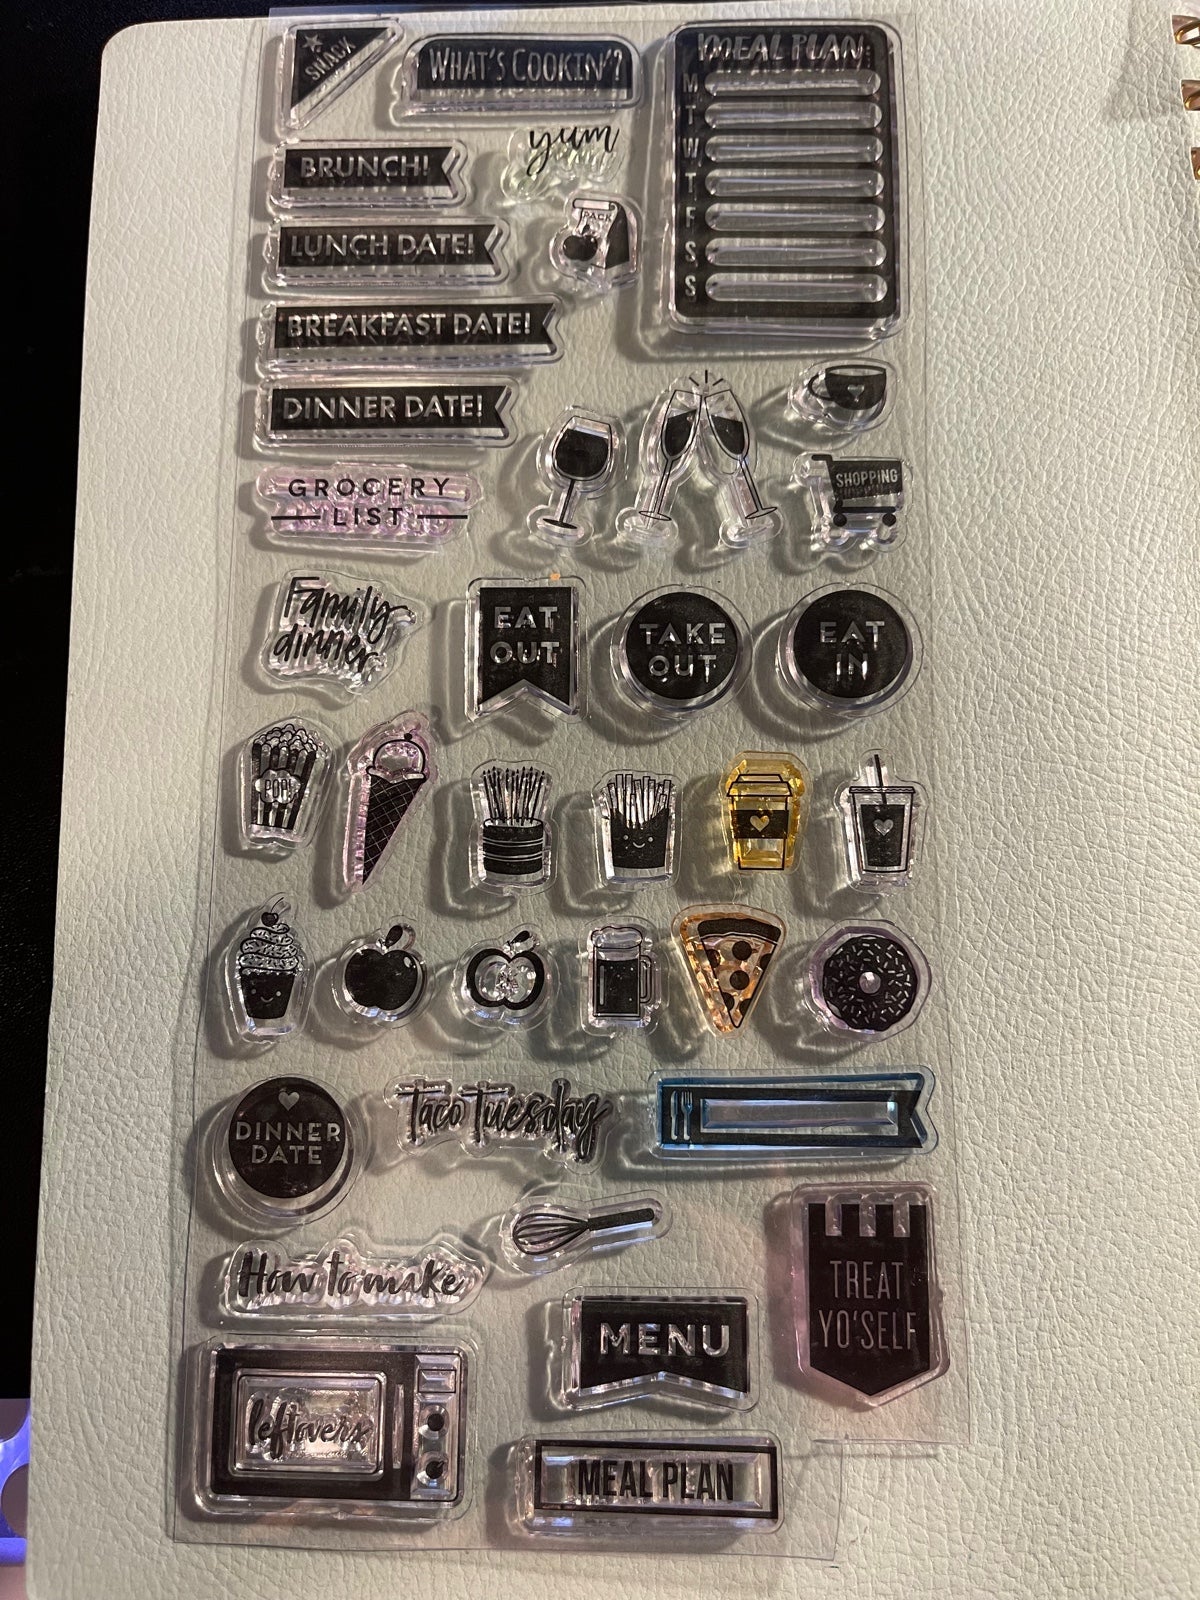 SNACK
WHAT'S COOKIN'?
MEAL PLAN
M
T
W
T
F
S
S
BRUNCH!
yum
PACK
LUNCH DATE!
BREAKFAST DATE!
DINNER DATE!
GROCERY
LIST
SHOPPING
Family
dinner
EAT
OUT
TAKE
OUT
EAT
IN
POP!
DINNER
DATE
Taco Tuesday
How to make
TREAT
YO'SELF
MENU
leftovers
MEAL PLAN